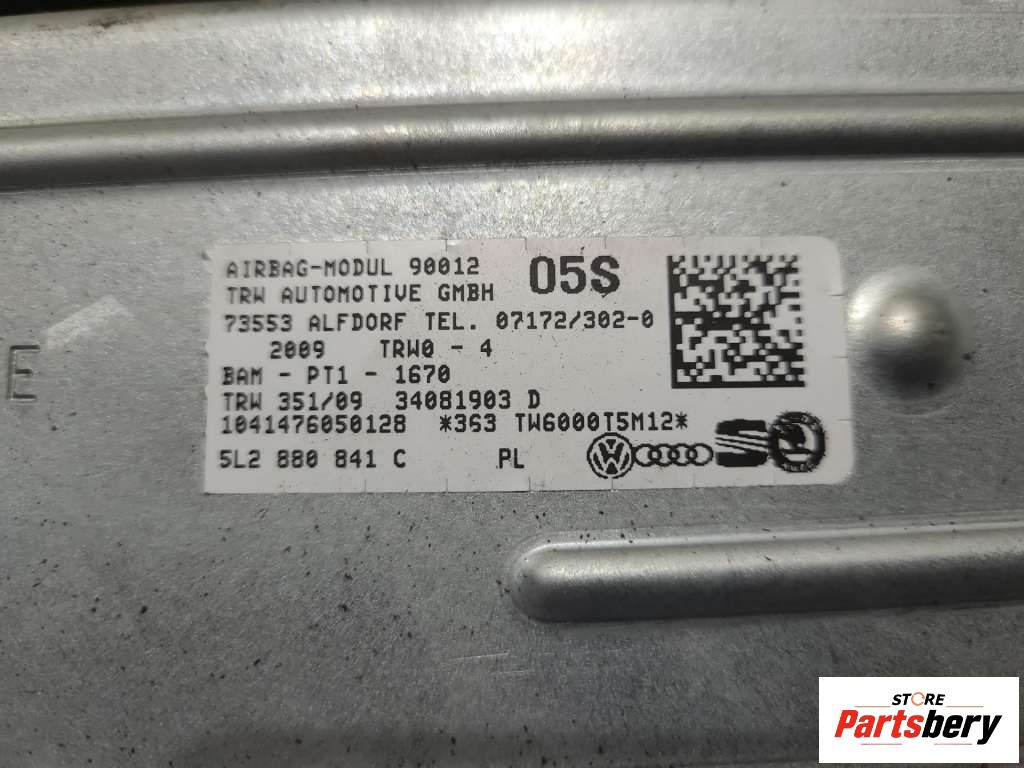 AIRBAG-MODUL 90012
05S
TRW AUTOMOTIVE GMBH
73553 ALFDORF TEL. 07172/302-0
2009 TRW0 - 4
BAM - PT1 - 1670
TRW 351/09 34081903 D
1041476050128 *363 TW6000T5M12*
5L2 880 841 C PL
E
STORE
Partsbery